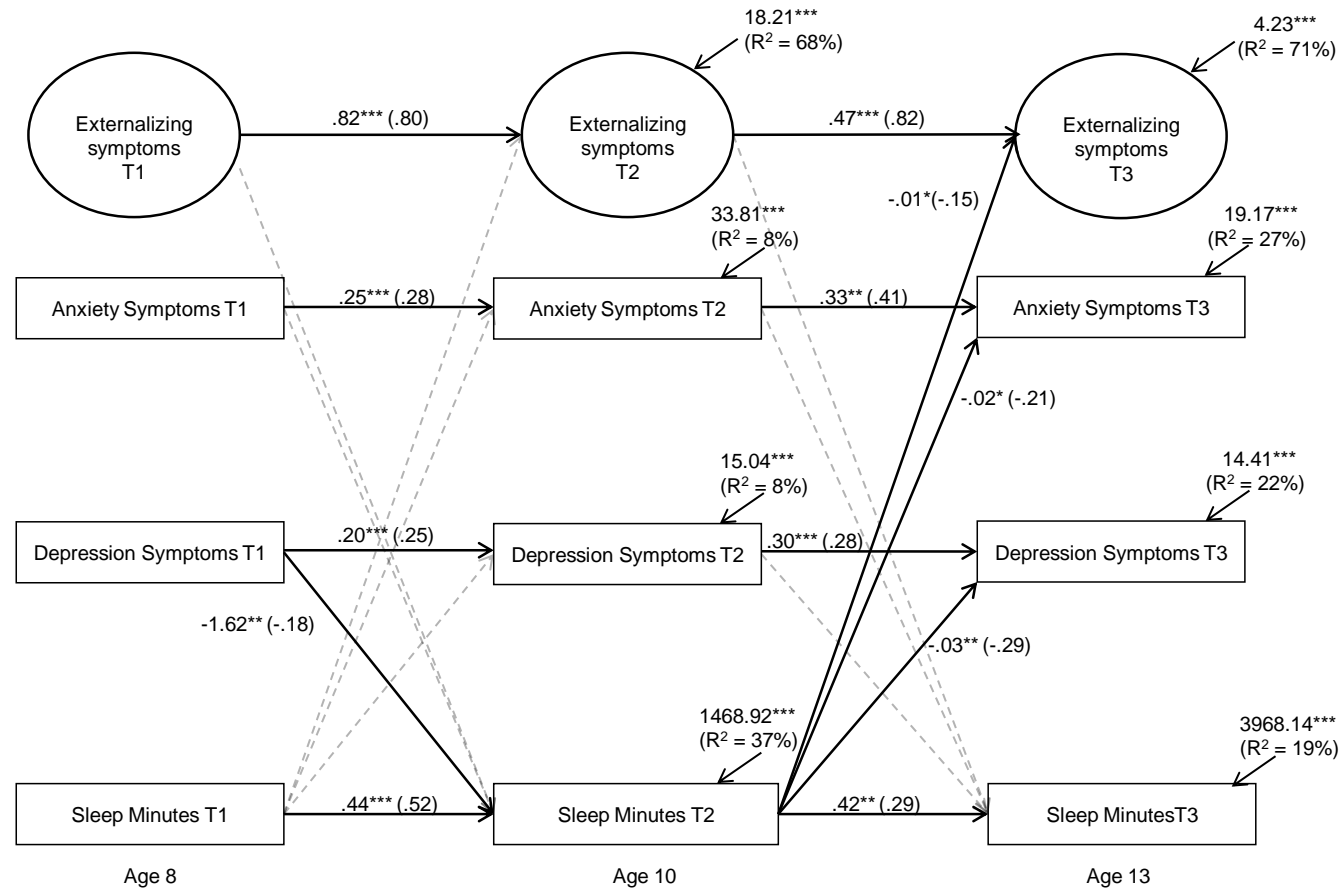 18.21***
(R² = 68%)
4.23***
(R² = 71%)
Externalizing
symptoms
T1
.82*** (.80)
Externalizing
symptoms
T2
.47*** (.82)
Externalizing
symptoms
T3
-.01*(-.15)
33.81***
(R² = 8%)
19.17***
(R² = 27%)
Anxiety Symptoms T1
.25*** (.28)
Anxiety Symptoms T2
.33** (.41)
Anxiety Symptoms T3
-.02* (-.21)
15.04***
(R² = 8%)
14.41***
(R² = 22%)
Depression Symptoms T1
.20*** (.25)
Depression Symptoms T2
.30*** (.28)
Depression Symptoms T3
-1.62** (-.18)
-.03** (-.29)
1468.92***
(R² = 37%)
3968.14***
(R² = 19%)
Sleep Minutes T1
.44*** (.52)
Sleep Minutes T2
.42** (.29)
Sleep MinutesT3
Age 8
Age 10
Age 13